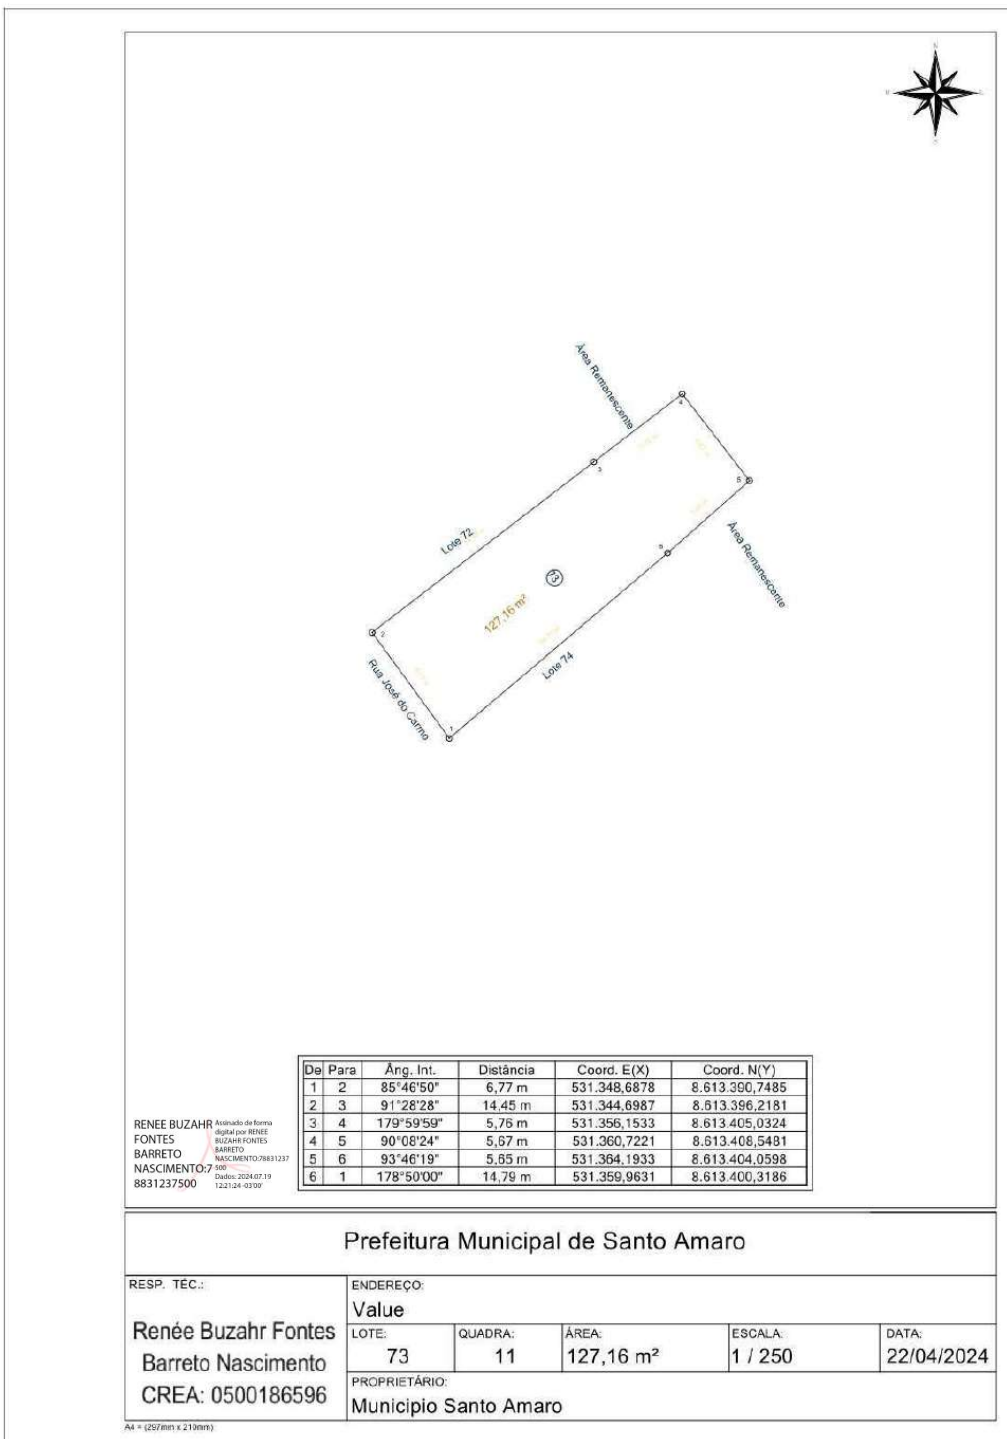 Área Remanescente
4
3
5
Lote 72
6
Área Remanescente
73
127,16 m²
2
Lote 74
Rua José do Carmo
1
De Para Âng. Int. Distância Coord. E(X) Coord. N(Y)
1 2 85°46'50" 6,77 m 531.348,6878 8.613.390,7485
2 3 91°28'28" 14,45 m 531.344,6987 8.613.396,2181
3 4 179°59'59" 5,76 m 531.356,1533 8.613.405,0324
4 5 90°08'24" 5,67 m 531.360,7221 8.613.408,5481
5 6 93°46'19" 5,65 m 531.364,1933 8.613.404,0598
6 1 178°50'00" 14,79 m 531.359,9631 8.613.400,3186
RENEE BUZAHR
FONTES
BARRETO
NASCIMENTO:7
8831237500
Assinado de forma
digital por RENEE
BUZAHR FONTES
BARRETO
NASCIMENTO:78831237
500
Dados: 2024.07.19
12:21:24 -03'00'
Prefeitura Municipal de Santo Amaro
RESP. TÉC.:
Renée Buzahr Fontes
Barreto Nascimento
CREA: 0500186596
ENDEREÇO:
Value
LOTE: QUADRA: ÁREA: ESCALA: DATA:
73 11 127,16 m² 1 / 250 22/04/2024
PROPRIETÁRIO:
Municipio Santo Amaro
A4 = (297mm x 210mm)